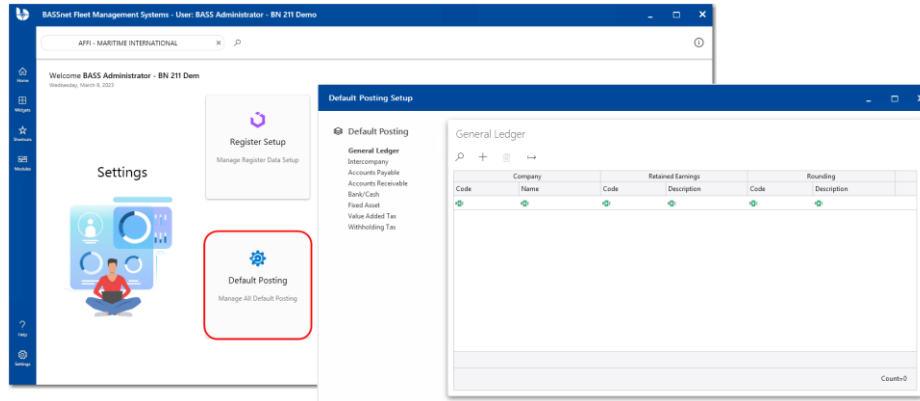 BASSnet Fleet Management Systems - User: BASS Administrator - BN 211 Demo
AFFI - MARITIME INTERNATIONAL
Home
Widgets
Shortcuts
Modules
Help
Settings
Welcome BASS Administrator - BN 211 Dem
Wednesday, March 8, 2023
Settings
Register Setup
Manage Register Data Setup
Default Posting
Manage All Default Posting
Default Posting Setup
Default Posting
General Ledger
Intercompany
Accounts Payable
Accounts Receivable
Bank/Cash
Fixed Asset
Value Added Tax
Withholding Tax
General Ledger
Company Retained Earnings Rounding
Code Name Code Description Code Description
Count=0